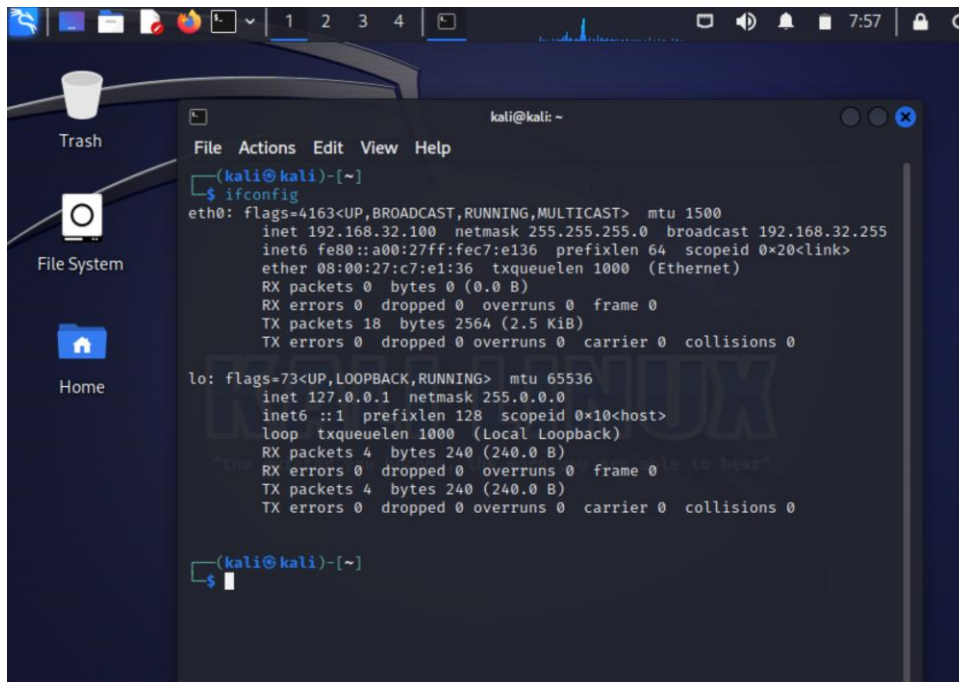 1 2 3 4 7:57
kali@kali: ~
Trash
File Actions Edit View Help
(kali㉿kali)-[~]
$ ifconfig
eth0: flags=4163<UP,BROADCAST,RUNNING,MULTICAST> mtu 1500
inet 192.168.32.100 netmask 255.255.255.0 broadcast 192.168.32.255
inet6 fe80::a00:27ff:fec7:e136 prefixlen 64 scopeid 0x20<link>
File System
ether 08:00:27:c7:e1:36 txqueuelen 1000 (Ethernet)
RX packets 0 bytes 0 (0.0 B)
RX errors 0 dropped 0 overruns 0 frame 0
TX packets 18 bytes 2564 (2.5 KiB)
TX errors 0 dropped 0 overruns 0 carrier 0 collisions 0
Home
lo: flags=73<UP,LOOPBACK,RUNNING> mtu 65536
inet 127.0.0.1 netmask 255.0.0.0
inet6 ::1 prefixlen 128 scopeid 0x10<host>
loop txqueuelen 1000 (Local Loopback)
RX packets 4 bytes 240 (240.0 B)
RX errors 0 dropped 0 overruns 0 frame 0
TX packets 4 bytes 240 (240.0 B)
TX errors 0 dropped 0 overruns 0 carrier 0 collisions 0
KALI LINUX
able to hear"
(kali㉿kali)-[~]
$